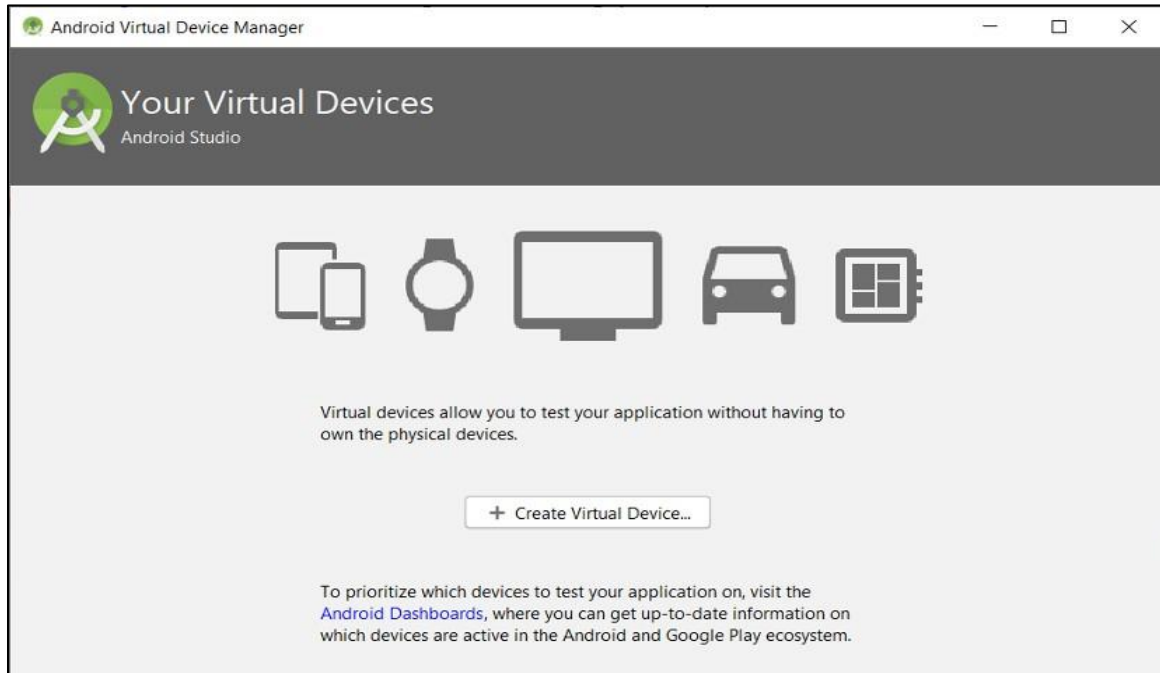 Android Virtual Device Manager
Your Virtual Devices
Android Studio
Virtual devices allow you to test your application without having to
own the physical devices.
+ Create Virtual Device...
To prioritize which devices to test your application on, visit the
Android Dashboards, where you can get up-to-date information on
which devices are active in the Android and Google Play ecosystem.